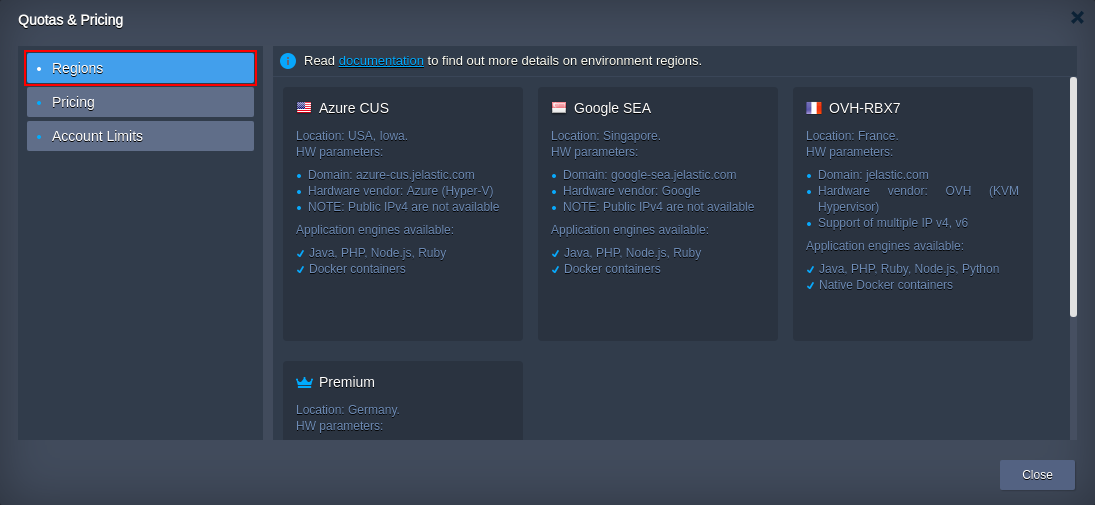 Quotas & Pricing
Regions
Pricing
Account Limits
Read documentation to find out more details on environment regions.
Azure CUS
Location: USA, Iowa.
HW parameters:
Domain: azure-cus.jelastic.com
Hardware vendor: Azure (Hyper-V)
NOTE: Public IPv4 are not available
Application engines available:
Java, PHP, Node.js, Ruby
Docker containers
Google SEA
Location: Singapore.
HW parameters:
Domain: google-sea.jelastic.com
Hardware vendor: Google
NOTE: Public IPv4 are not available
Application engines available:
Java, PHP, Node.js, Ruby
Docker containers
OVH-RBX7
Location: France.
HW parameters:
Domain: jelastic.com
Hardware vendor: OVH (KVM
Hypervisor)
Support of multiple IP v4, v6
Application engines available:
Java, PHP, Ruby, Node.js, Python
Native Docker containers
Premium
Location: Germany.
HW parameters:
Close